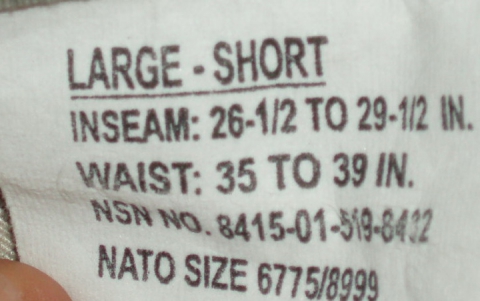 LARGE - SHORT
INSEAM: 26-1/2 TO 29-1/2 IN.
WAIST: 35 TO 39 IN.
NSN NO. 8415-01-519-8432
NATO SIZE 6775/8999